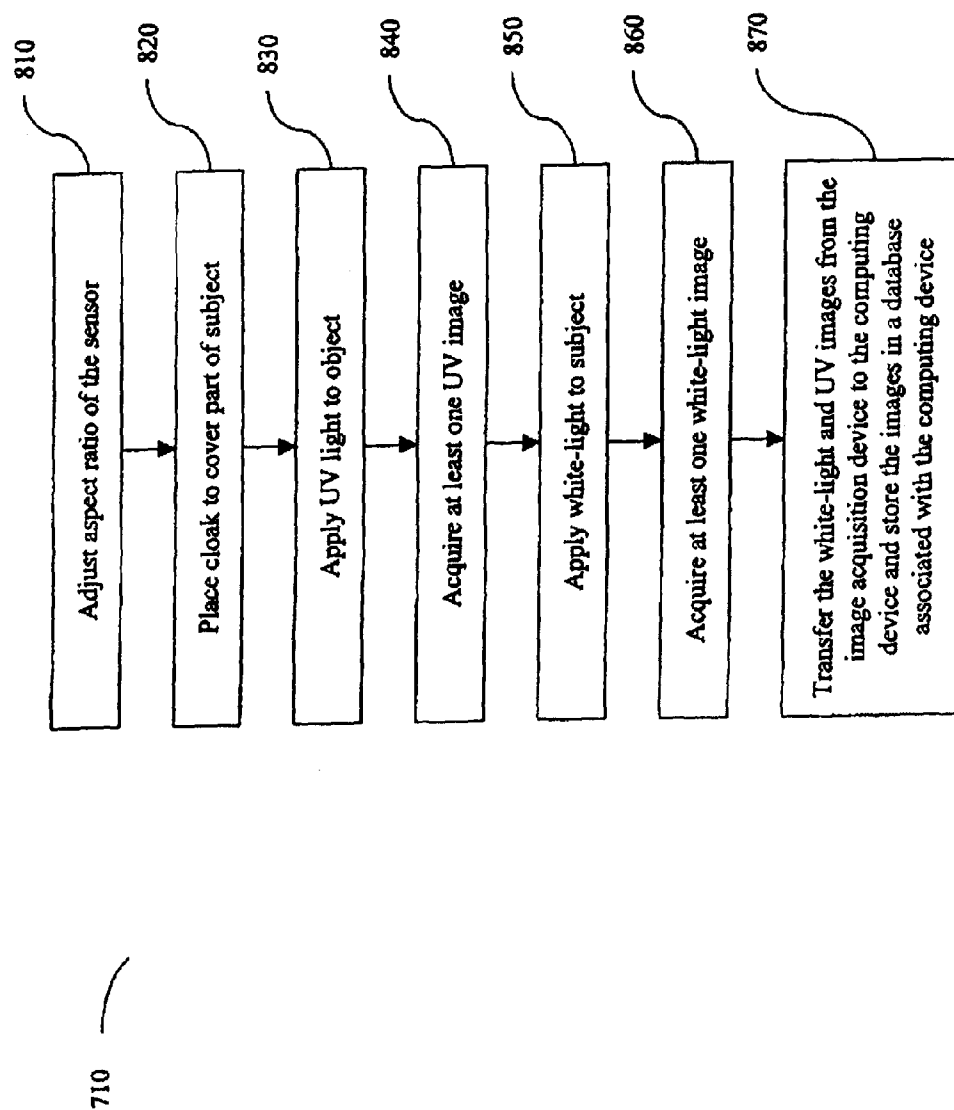 710
810
Adjust aspect ratio of the sensor
820
Place cloak to cover part of subject
830
Apply UV light to object
840
Acquire at least one UV image
850
Apply white-light to subject
860
Acquire at least one white-light image
870
Transfer the white-light and UV images from the
image acquisition device to the computing
device and store the images in a database
associated with the computing device